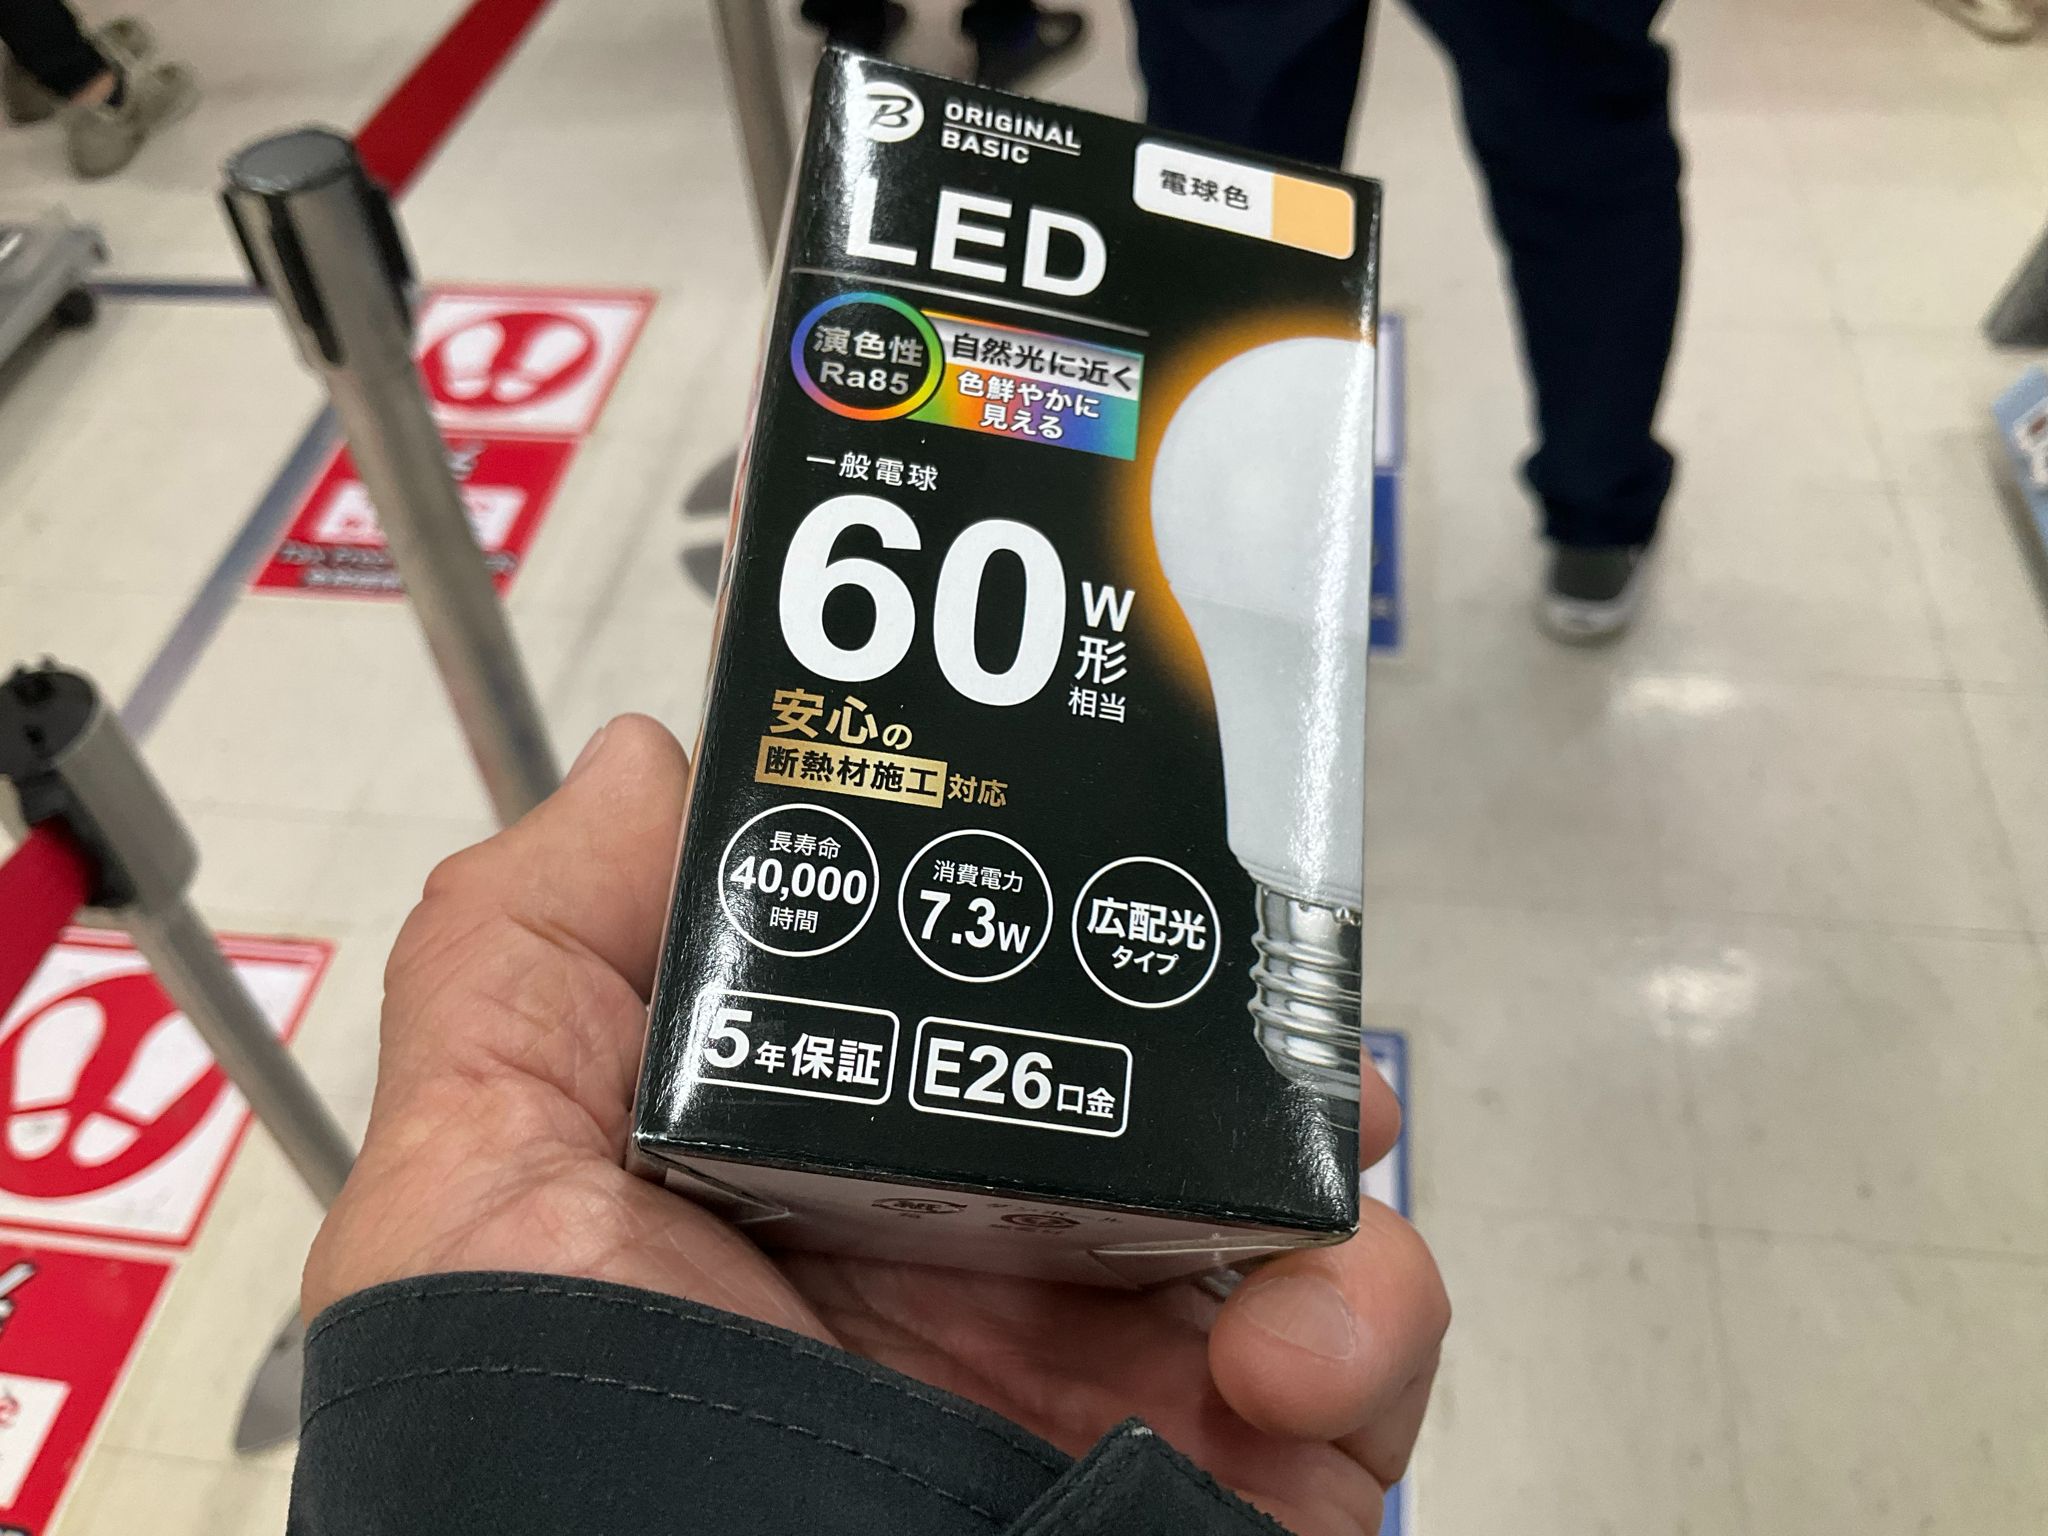 B ORIGINAL
BASIC
電球色
LED
演色性
Ra85
自然光に近く
色鮮やかに
見える
一般電球
60W形
相当
安心の
断熱材施工対応
長寿命
40,000
時間
消費電力
7.3W
広配光
タイプ
5年保証
E26口金